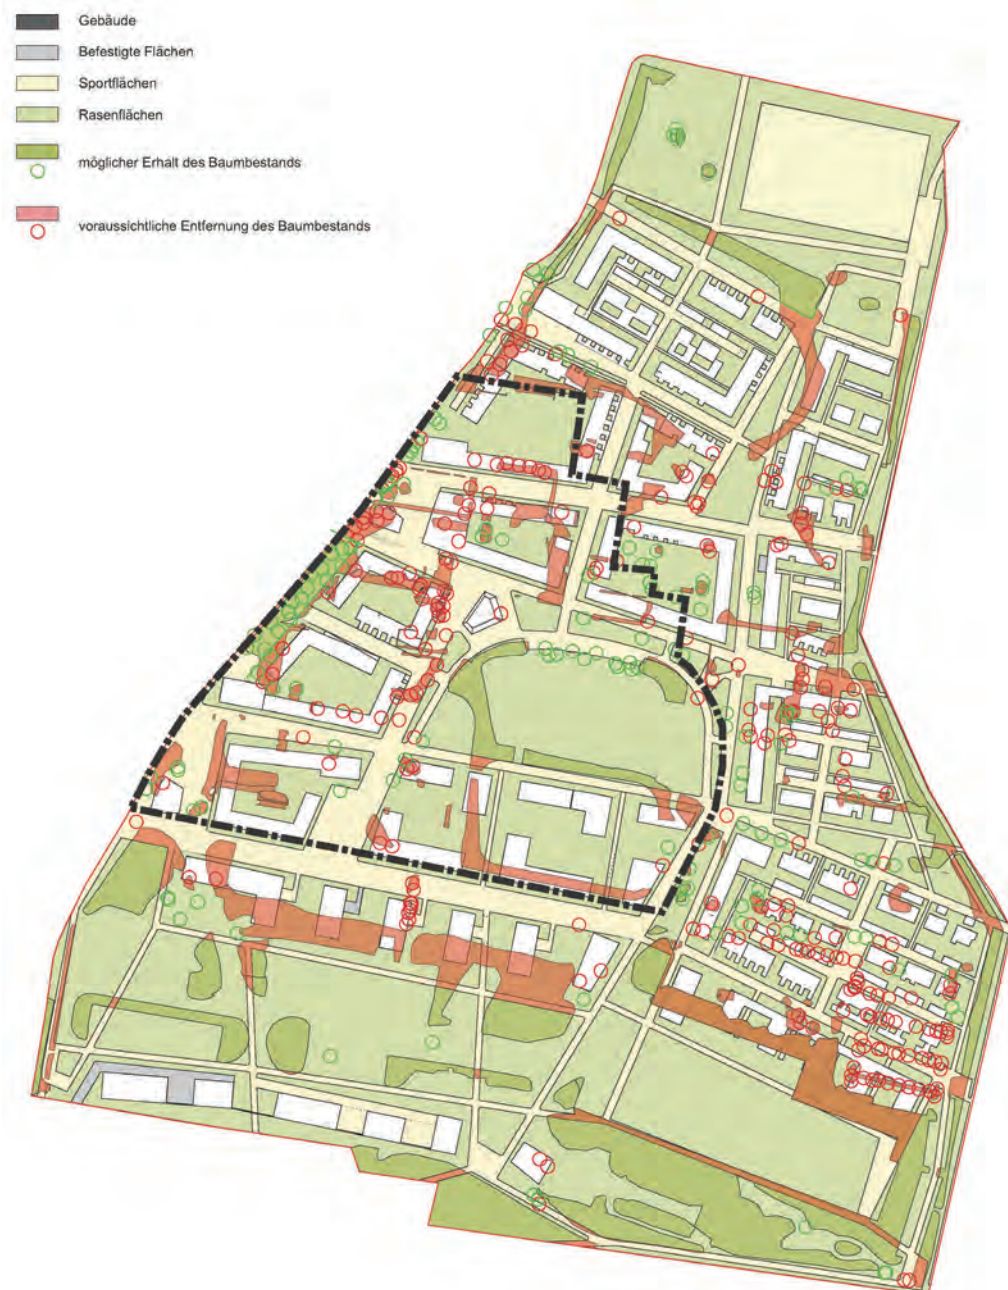 Gebäude
Befestigte Flächen
Sportflächen
Rasenflächen
möglicher Erhalt des Baumbestands
voraussichtliche Entfernung des Baumbestands